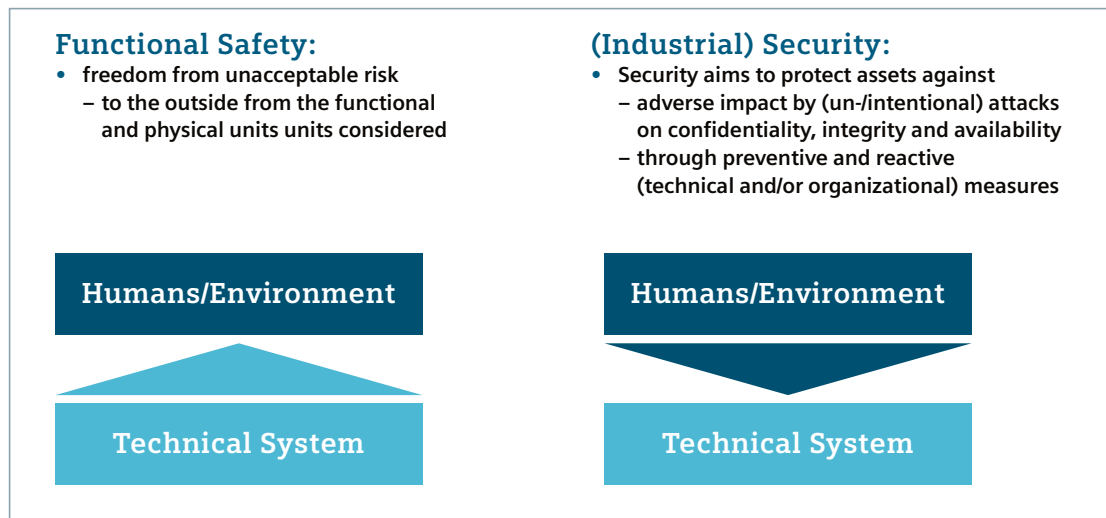 Functional Safety:
• freedom from unacceptable risk
– to the outside from the functional
and physical units units considered
Humans/Environment
Technical System
(Industrial) Security:
• Security aims to protect assets against
– adverse impact by (un-/intentional) attacks
on confidentiality, integrity and availability
– through preventive and reactive
(technical and/or organizational) measures
Humans/Environment
Technical System